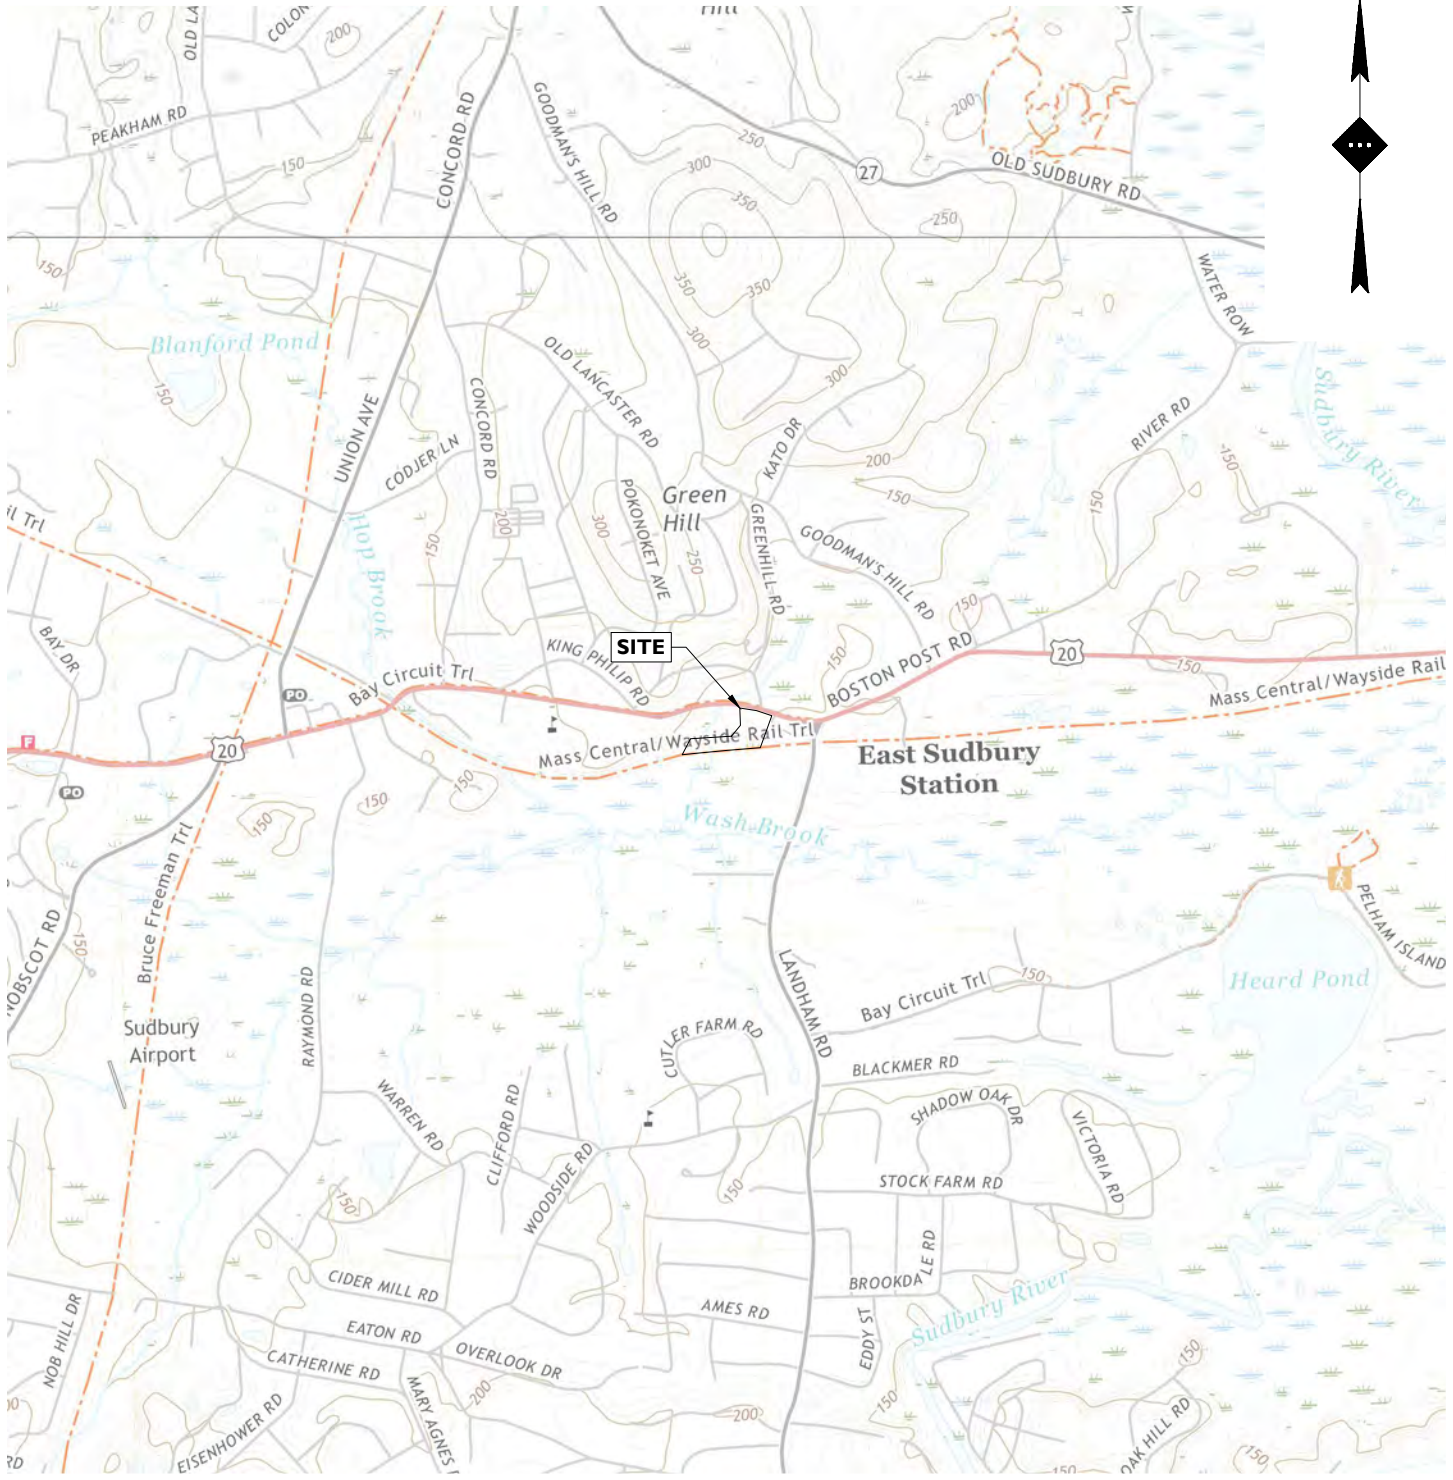 Hill
OLD LA
COLON
200
PEAKHAM RD
150
CONCORD RD
GOODMAN'S HILL RD
250
300
350
27
OLD SUDBURY RD
200
250
150
350
350
300
300
WATER ROW
Blanford Pond
150
UNION AVE
CODJER LN
CONCORD RD
OLD LANCASTER RD
KATO DR
RIVER RD
Sudbury River
200
150
150
150
Green
Hill
POKONOKET AVE
300
250
200
150
GREENHILL RD
GOODMAN'S HILL RD
il Trl
Hop Brook
BAY DR
KING PHILIP RD
SITE
150
150
BOSTON POST RD
20
150
Mass Central/Wayside Rail
Bay Circuit Trl
PO
F
20
Mass Central/Wayside Rail Trl
East Sudbury
Station
PO
150
150
150
Wash Brook
Bruce Freeman Trl
NOBSCOT RD
150
RAYMOND RD
LANDHAM RD
PELHAM ISLAND
Heard Pond
Bay Circuit Trl
150
Sudbury
Airport
CUTLER FARM RD
BLACKMER RD
WARREN RD
CLIFFORD RD
WOODSIDE RD
SHADOW OAK DR
VICTORIA RD
STOCK FARM RD
150
150
BROOKDA
LE RD
CIDER MILL RD
AMES RD
EDDY ST
Sudbury River
NOB HILL DR
EATON RD
OVERLOOK DR
CATHERINE RD
MARY AGNES
EISENHOWER RD
200
200
150
150
OAK HILL RD
150
150
RD